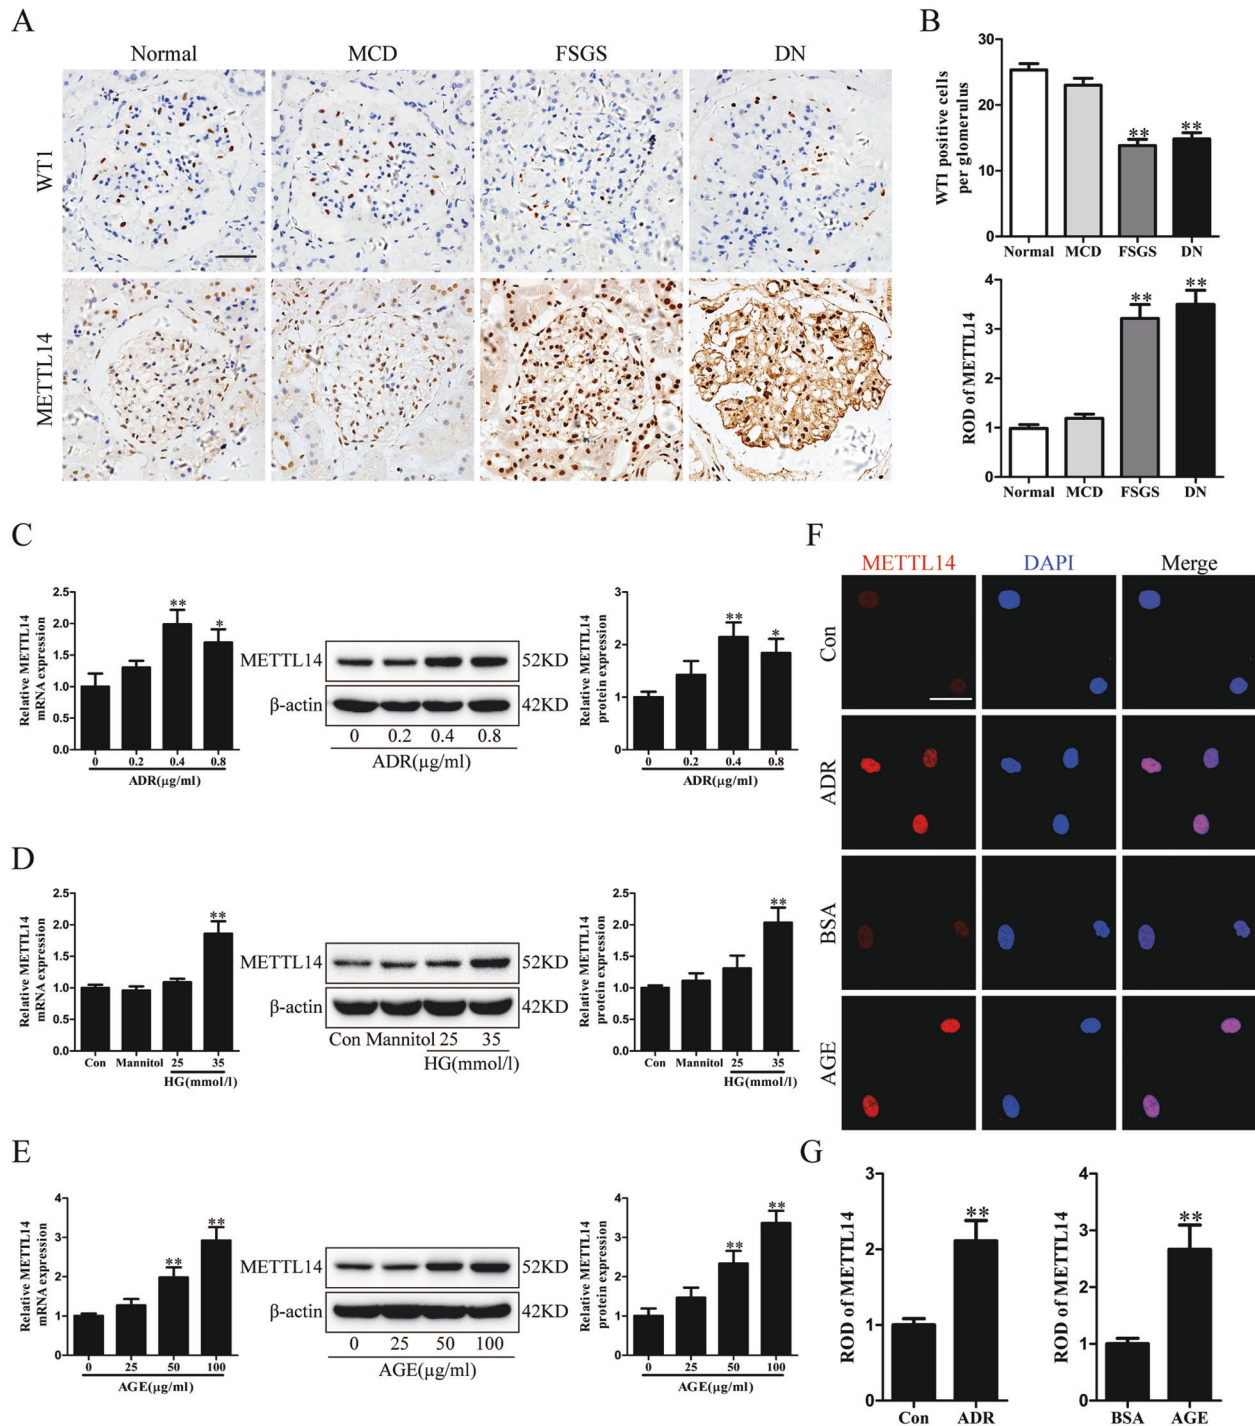 A
Normal
MCD
FSGS
DN
WT1
METTL14
B
WT1 positive cells
per glomerulus
30
20
10
0
**
**
Normal
MCD
FSGS
DN
ROD of METTL14
4
3
2
1
0
**
**
Normal
MCD
FSGS
DN
C
Relative METTL14
mRNA expression
2.5
2.0
1.5
1.0
0.5
0.0
**
*
0
0.2
0.4
0.8
ADR(μg/ml)
METTL14
52KD
β-actin
42KD
0
0.2
0.4
0.8
ADR(μg/ml)
Relative METTL14
protein expression
3
2
1
0
**
*
0
0.2
0.4
0.8
ADR(μg/ml)
D
Relative METTL14
mRNA expression
2.5
2.0
1.5
1.0
0.5
0.0
**
Con
Mannitol
25
35
HG(mmol/l)
METTL14
52KD
β-actin
42KD
Con
Mannitol
25
35
HG(mmol/l)
Relative METTL14
protein expression
2.5
2.0
1.5
1.0
0.5
0.0
**
Con
Mannitol
25
35
HG(mmol/l)
E
Relative METTL14
mRNA expression
4
3
2
1
0
**
**
0
25
50
100
AGE(μg/ml)
METTL14
52KD
β-actin
42KD
0
25
50
100
AGE(μg/ml)
Relative METTL14
protein expression
4
3
2
1
0
**
**
0
25
50
100
AGE(μg/ml)
F
METTL14
DAPI
Merge
Con
ADR
BSA
AGE
G
ROD of METTL14
3
2
1
0
**
Con
ADR
ROD of METTL14
4
3
2
1
0
**
BSA
AGE